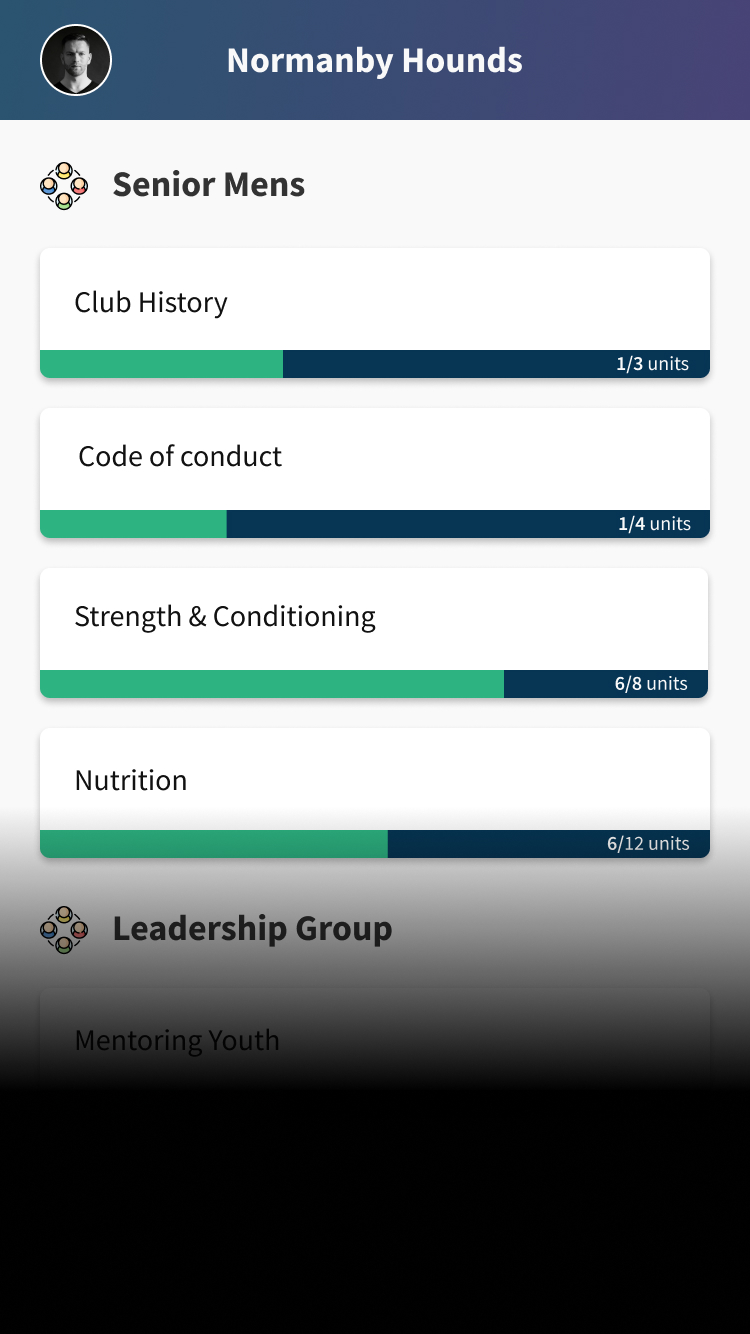 Normanby Hounds
Senior Mens
Club History
1/3 units
Code of conduct
1/4 units
Strength & Conditioning
6/8 units
Nutrition
6/12 units
Leadership Group
Mentoring Youth